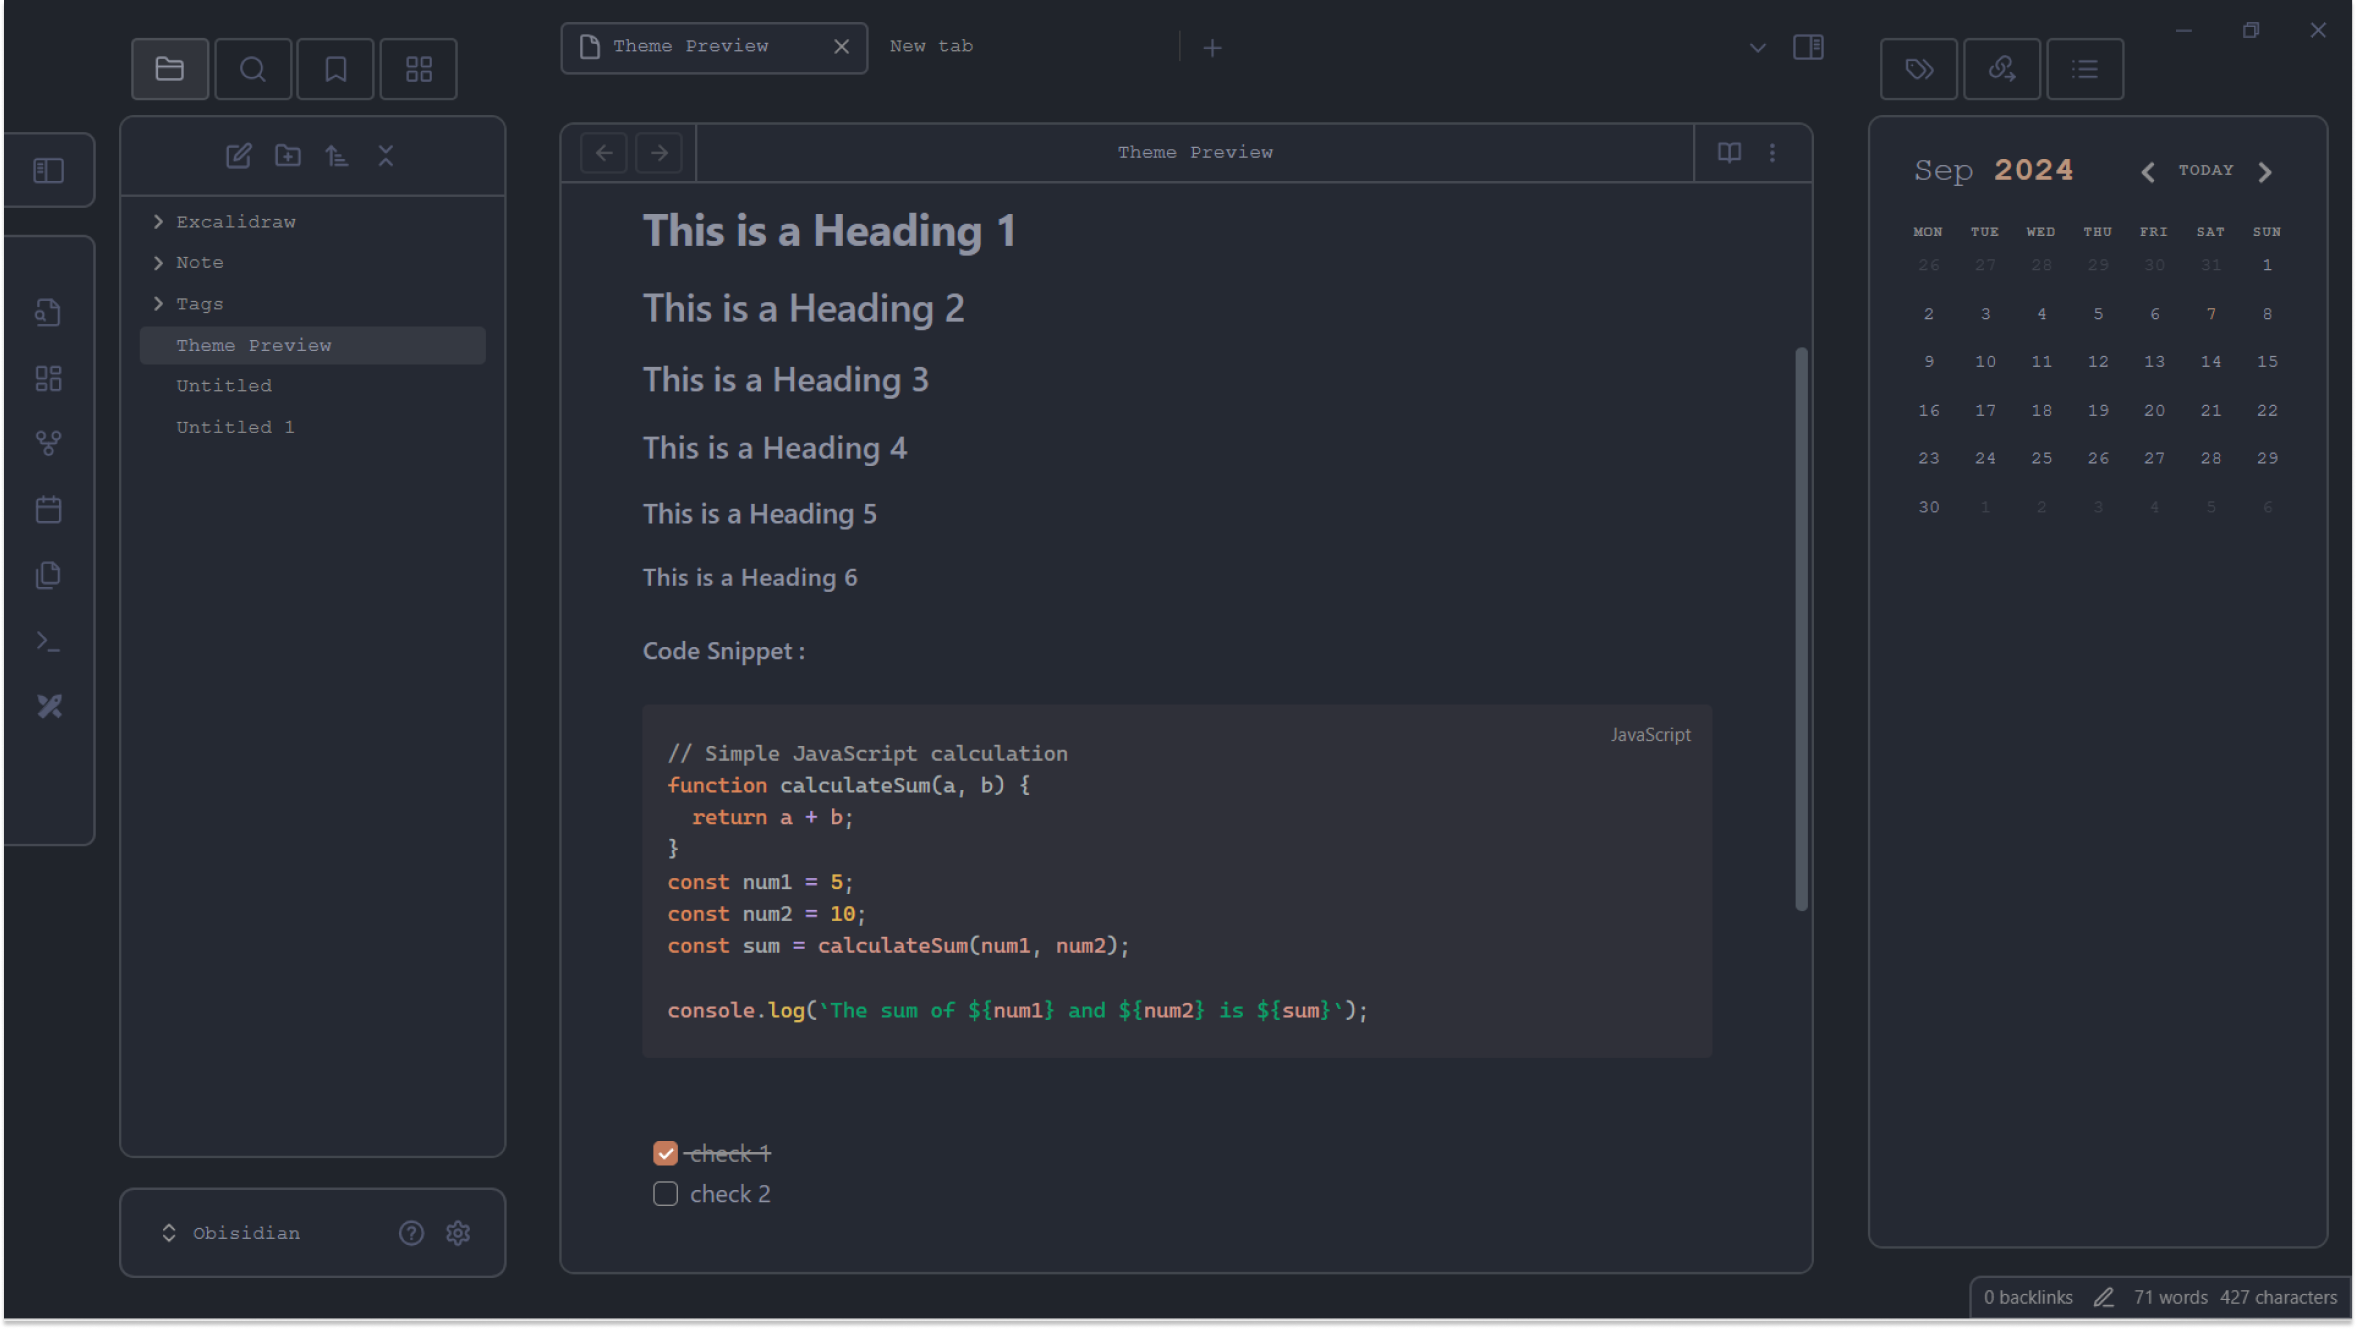 Theme Preview
New tab
Excalidraw
Note
Tags
Theme Preview
Untitled
Untitled 1
Obisidian
Theme Preview
This is a Heading 1
This is a Heading 2
This is a Heading 3
This is a Heading 4
This is a Heading 5
This is a Heading 6
Code Snippet :
JavaScript
// Simple JavaScript calculation
function calculateSum(a, b) {
  return a + b;
}
const num1 = 5;
const num2 = 10;
const sum = calculateSum(num1, num2);
console.log(`The sum of ${num1} and ${num2} is ${sum}`);
check 1
check 2
Sep 2024
TODAY
MON TUE WED THU FRI SAT SUN
26 27 28 29 30 31 1
2 3 4 5 6 7 8
9 10 11 12 13 14 15
16 17 18 19 20 21 22
23 24 25 26 27 28 29
30 1 2 3 4 5 6
0 backlinks 71 words 427 characters